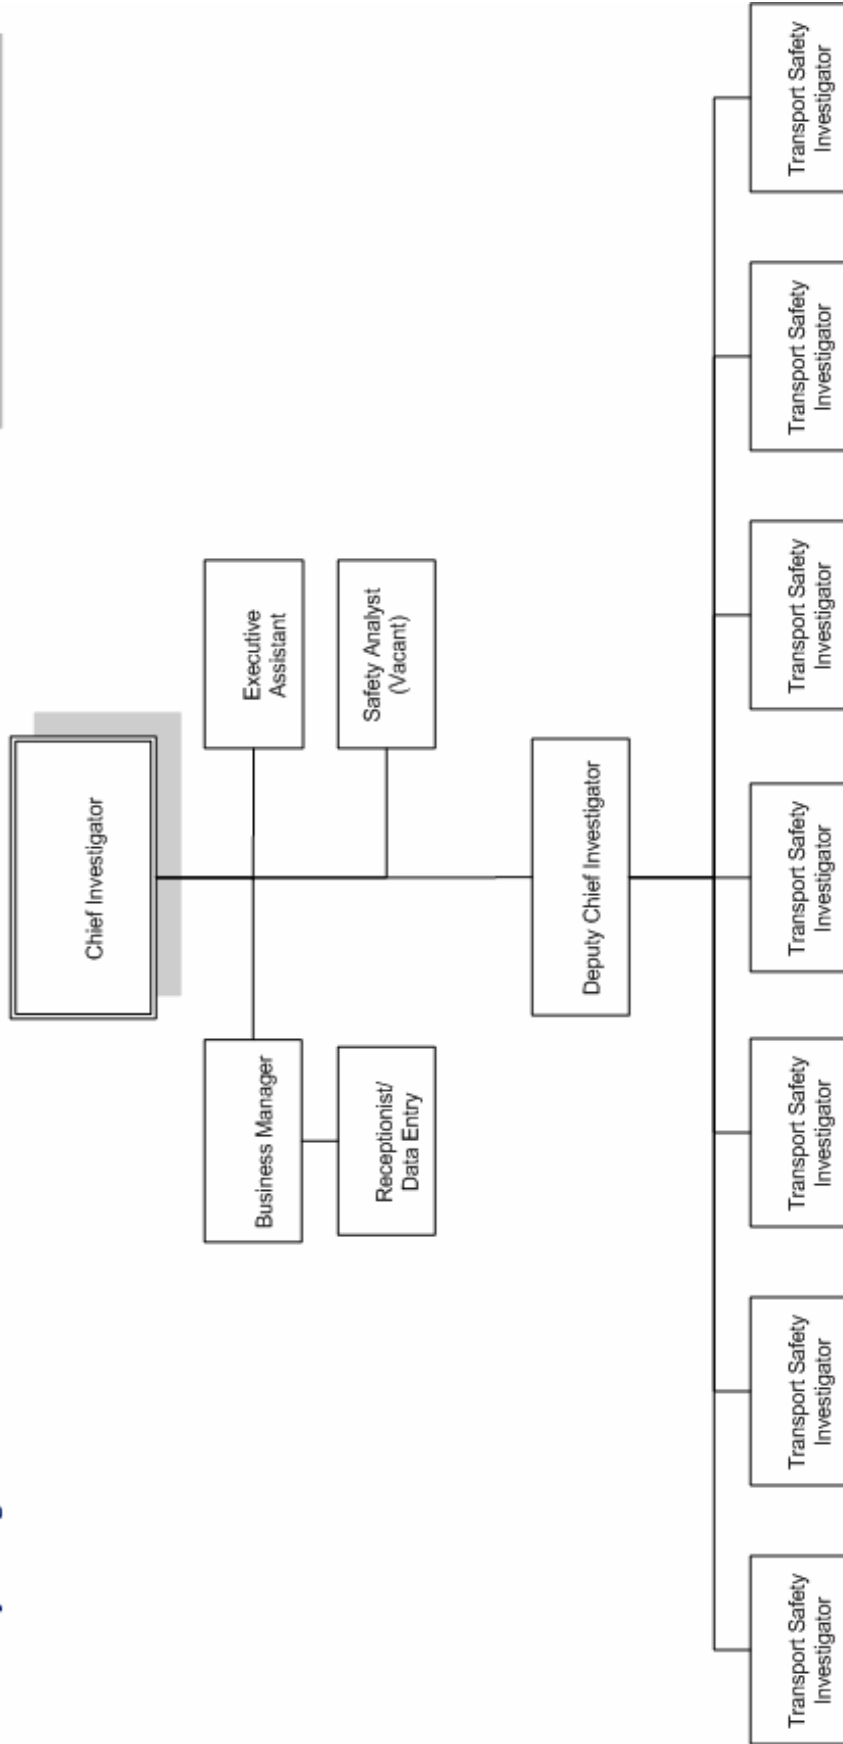 Chief Investigator
Business Manager
Executive
Assistant
Receptionist/
Data Entry
Safety Analyst
(Vacant)
Deputy Chief Investigator
Transport Safety
Investigator
Transport Safety
Investigator
Transport Safety
Investigator
Transport Safety
Investigator
Transport Safety
Investigator
Transport Safety
Investigator
Transport Safety
Investigator